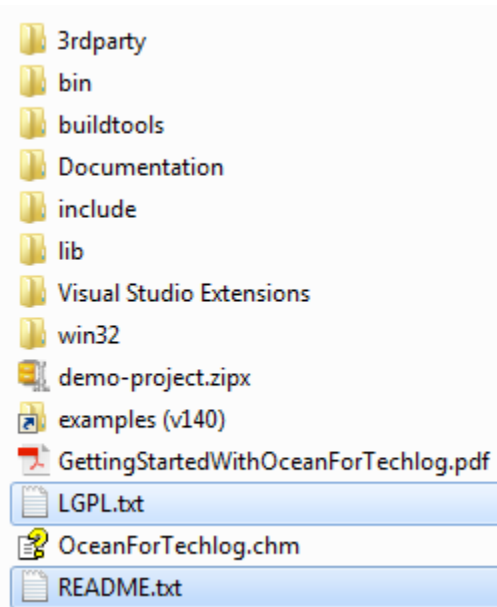 3rdparty
bin
buildtools
Documentation
include
lib
Visual Studio Extensions
win32
demo-project.zipx
examples (v140)
GettingStartedWithOceanForTechlog.pdf
LGPL.txt
OceanForTechlog.chm
README.txt